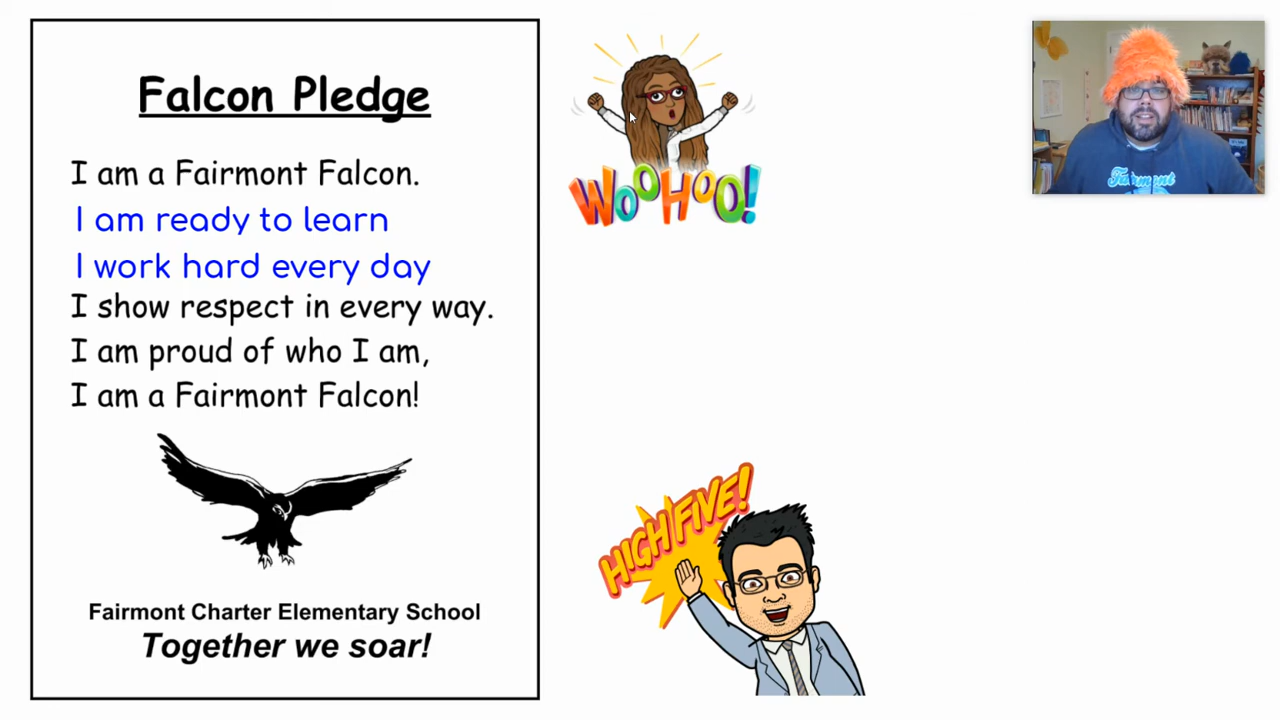 Falcon Pledge
I am a Fairmont Falcon.
I am ready to learn
I work hard every day
I show respect in every way.
I am proud of who I am,
I am a Fairmont Falcon!
Fairmont Charter Elementary School
Together we soar!
WOOHOO!
HIGH FIVE!
Fairmont